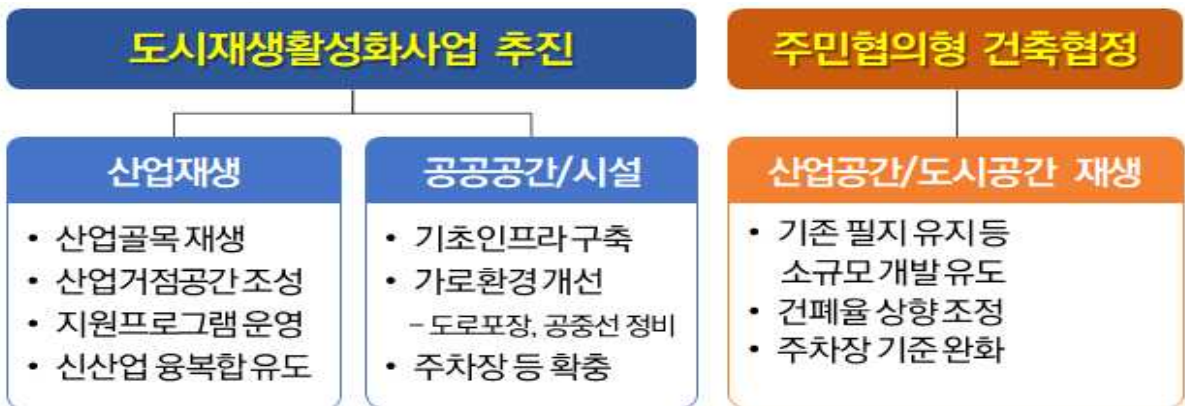 도시재생활성화사업 추진
산업재생
• 산업골목 재생
• 산업거점공간 조성
• 지원프로그램 운영
• 신산업 융복합 유도
공공공간/시설
• 기초인프라 구축
• 가로환경 개선
– 도로포장, 공중선 정비
• 주차장 등 확충
주민협의형 건축협정
산업공간/도시공간 재생
• 기존 필지 유지 등
소규모 개발 유도
• 건폐율 상향 조정
• 주차장 기준 완화